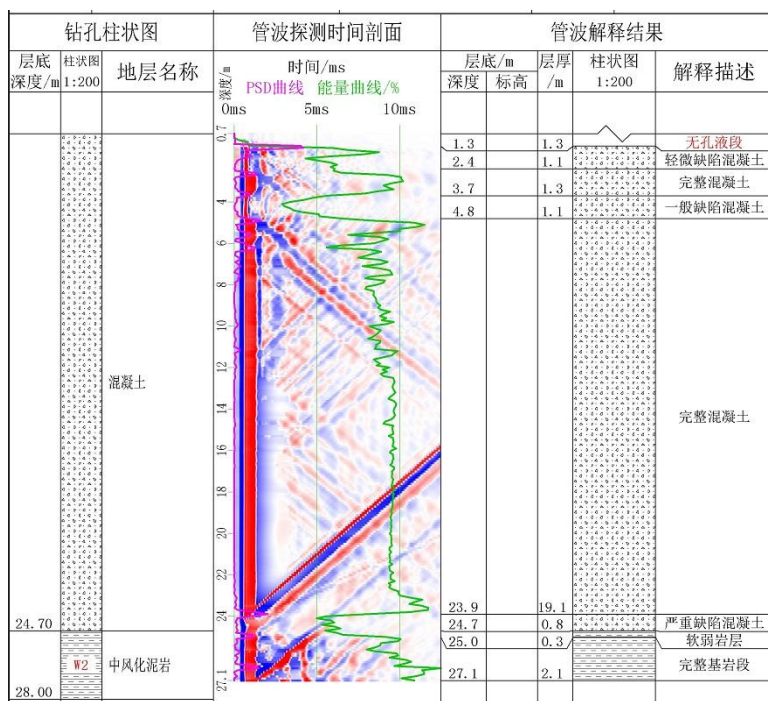 钻孔柱状图 管波探测时间剖面 管波解释结果
层底深度/m 柱状图1:200 地层名称
深度/m 时间/ms
PSD曲线 能量曲线/%
0ms 5ms 10ms
层底/m 层厚/m 柱状图1:200 解释描述
深度 标高
0.7
4
6
8
10
12
14
16
18
20
22
24
27.1
混凝土
24.70
W2 中风化泥岩
28.00
1.3 1.3 无孔液段
2.4 1.1 轻微缺陷混凝土
3.7 1.3 完整混凝土
4.8 1.1 一般缺陷混凝土
23.9 19.1 完整混凝土
24.7 0.8 严重缺陷混凝土
25.0 0.3 软弱岩层
27.1 2.1 完整基岩段